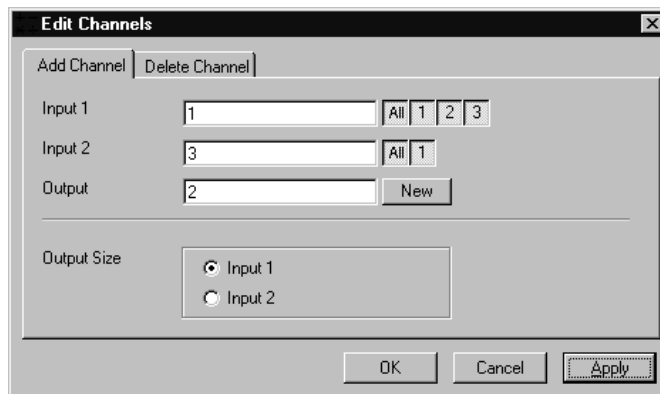 Edit Channels
Add Channel Delete Channel
Input 1 1 All 1 2 3
Input 2 3 All 1
Output 2 New
Output Size
Input 1
Input 2
OK Cancel Apply